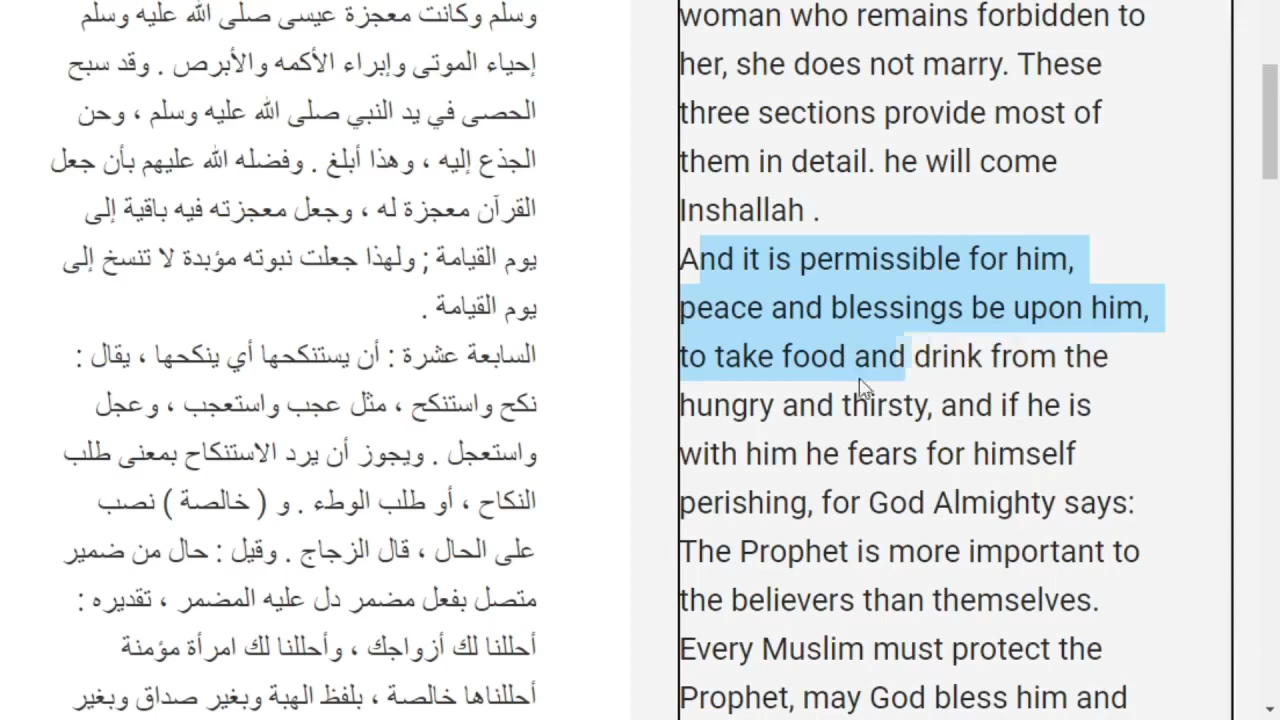 وسلم وكانت معجزة عيسى صلى الله عليه وسلم
إحياء الموتى وإبراء الأكمه والأبرص . وقد سبح
الحصى في يد النبي صلى الله عليه وسلم ، وحن
الجذع إليه ، وهذا أبلغ . وفضله الله عليهم بأن جعل
القرآن معجزة له ، وجعل معجزته فيه باقية إلى
يوم القيامة ; ولهذا جعلت نبوته مؤبدة لا تنسخ إلى
يوم القيامة .
السابعة عشرة : أن يستنكحها أي ينكحها ، يقال :
نكح واستنكح ، مثل عجب واستعجب ، وعجل
واستعجل . ويجوز أن يرد الاستنكاح بمعنى طلب
النكاح ، أو طلب الوطء . و ( خالصة ) نصب
على الحال ، قال الزجاج . وقيل : حال من ضمير
متصل بفعل مضمر دل عليه المضمر ، تقديره :
أحللنا لك أزواجك ، وأحللنا لك امرأة مؤمنة
أحللناها خالصة ، بلفظ الهبة وبغير صداق وبغير
woman who remains forbidden to
her, she does not marry. These
three sections provide most of
them in detail. he will come
Inshallah .
And it is permissible for him,
peace and blessings be upon him,
to take food and drink from the
hungry and thirsty, and if he is
with him he fears for himself
perishing, for God Almighty says:
The Prophet is more important to
the believers than themselves.
Every Muslim must protect the
Prophet, may God bless him and